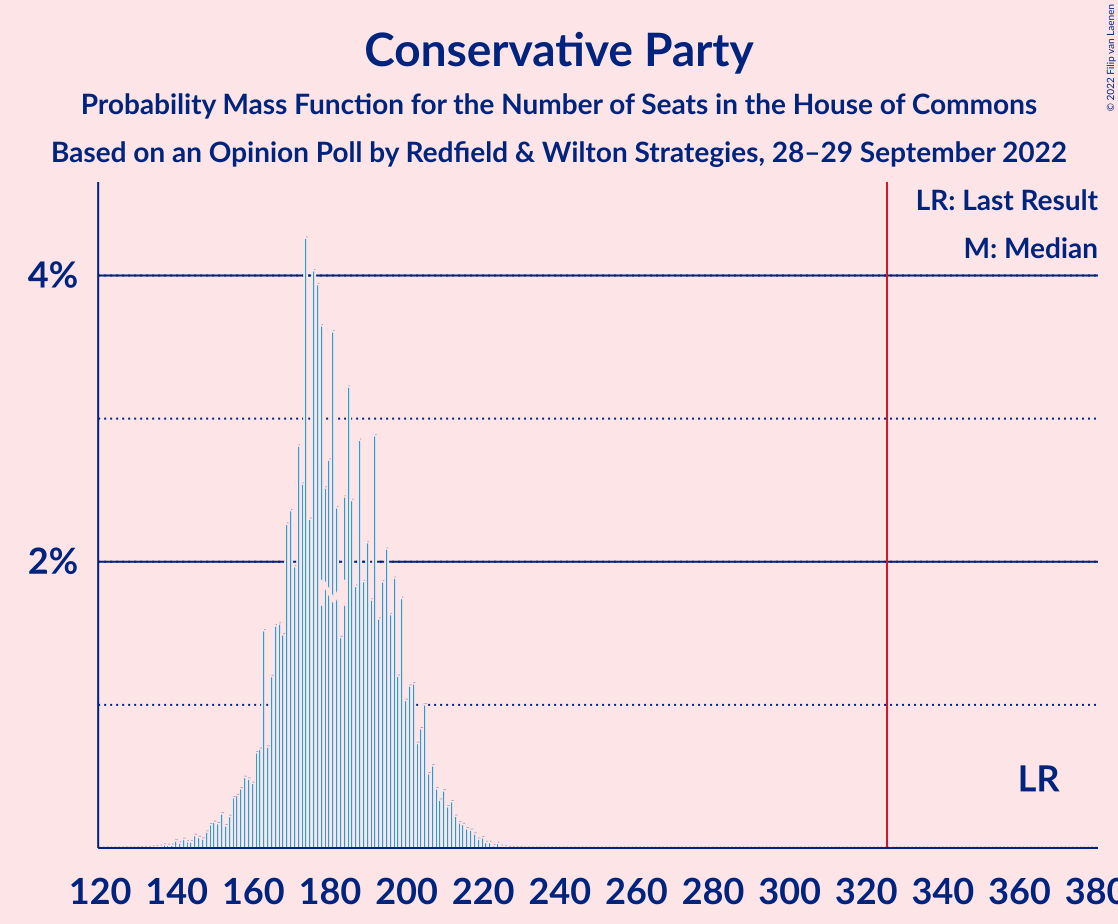 Conservative Party
Probability Mass Function for the Number of Seats in the House of Commons
Based on an Opinion Poll by Redfield & Wilton Strategies, 28–29 September 2022
© 2022 Filip van Laenen
LR: Last Result
M: Median
4%
2%
LR
120 140 160 180 200 220 240 260 280 300 320 340 360 380